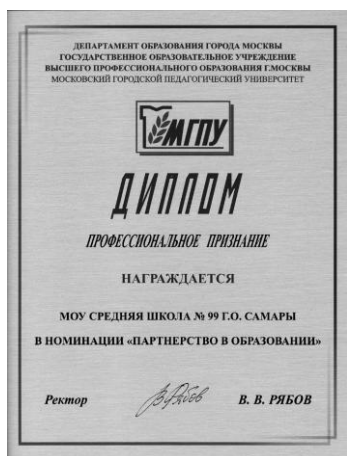 ДЕПАРТАМЕНТ ОБРАЗОВАНИЯ ГОРОДА МОСКВЫ
ГОСУДАРСТВЕННОЕ ОБРАЗОВАТЕЛЬНОЕ УЧРЕЖДЕНИЕ
ВЫСШЕГО ПРОФЕССИОНАЛЬНОГО ОБРАЗОВАНИЯ Г.МОСКВЫ
МОСКОВСКИЙ ГОРОДСКОЙ ПЕДАГОГИЧЕСКИЙ УНИВЕРСИТЕТ
МГПУ
ДИПЛОМ
ПРОФЕССИОНАЛЬНОЕ ПРИЗНАНИЕ
НАГРАЖДАЕТСЯ
МОУ СРЕДНЯЯ ШКОЛА № 99 Г.О. САМАРЫ
В НОМИНАЦИИ «ПАРТНЕРСТВО В ОБРАЗОВАНИИ»
Ректор В. Рябов В. В. РЯБОВ